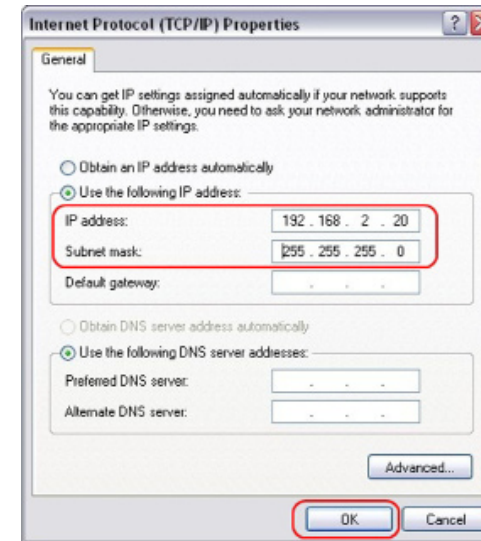 Internet Protocol (TCP/IP) Properties
General
You can get IP settings assigned automatically if your network supports
this capability. Otherwise, you need to ask your network administrator for
the appropriate IP settings.
Obtain an IP address automatically
Use the following IP address:
IP address: 192 . 168 . 2 . 20
Subnet mask: 255 . 255 . 255 . 0
Default gateway: . . .
Obtain DNS server address automatically
Use the following DNS server addresses:
Preferred DNS server: . . .
Alternate DNS server: . . .
Advanced...
OK Cancel